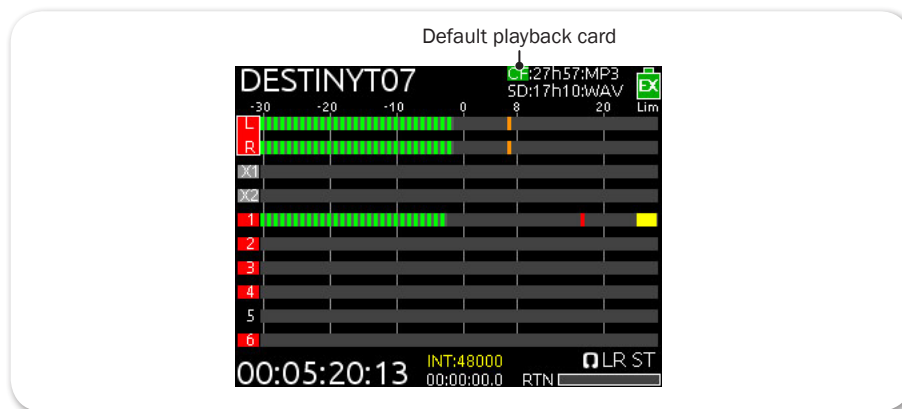 Default playback card
DESTINYT07
CF:27h57:MP3
SD:17h10:WAV
EX
-30 -20 -10 0 8 20 Lim
L
R
X1
X2
1
2
3
4
5
6
00:05:20:13
INT:48000
00:00:00.0
RTN
LR ST